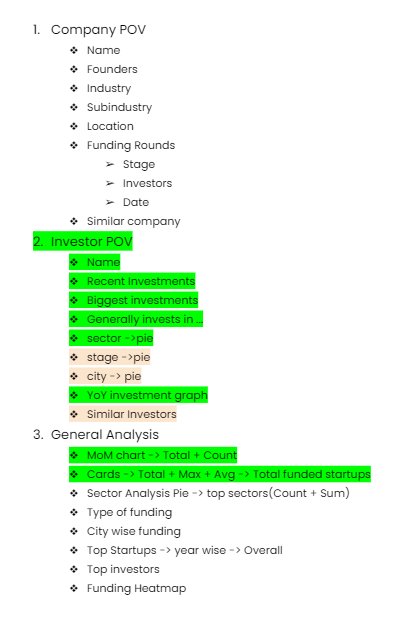 1. Company POV
❖ Name
❖ Founders
❖ Industry
❖ Subindustry
❖ Location
❖ Funding Rounds
➢ Stage
➢ Investors
➢ Date
❖ Similar company
2. Investor POV
❖ Name
❖ Recent Investments
❖ Biggest investments
❖ Generally invests in ...
❖ sector ->pie
❖ stage ->pie
❖ city -> pie
❖ YoY investment graph
❖ Similar Investors
3. General Analysis
❖ MoM chart -> Total + Count
❖ Cards -> Total + Max + Avg -> Total funded startups
❖ Sector Analysis Pie -> top sectors(Count + Sum)
❖ Type of funding
❖ City wise funding
❖ Top Startups -> year wise -> Overall
❖ Top investors
❖ Funding Heatmap